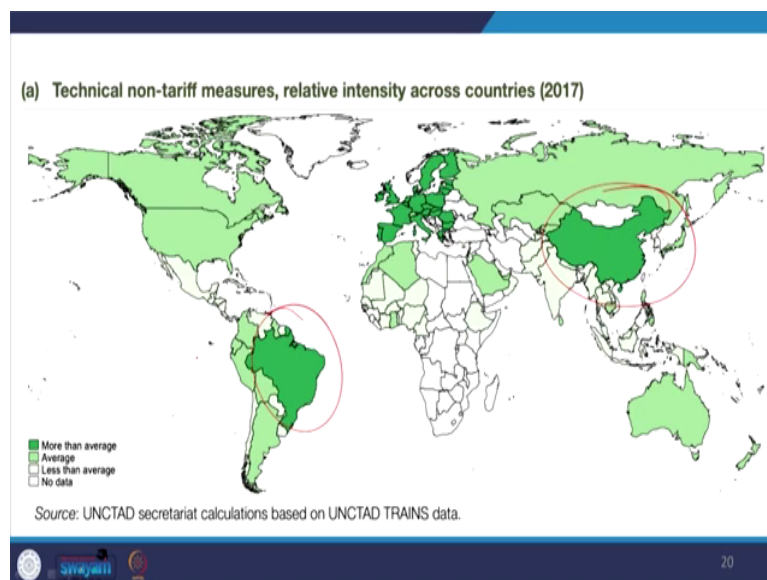 (a) Technical non-tariff measures, relative intensity across countries (2017)
More than average
Average
Less than average
No data
Source: UNCTAD secretariat calculations based on UNCTAD TRAINS data.
swayam
20